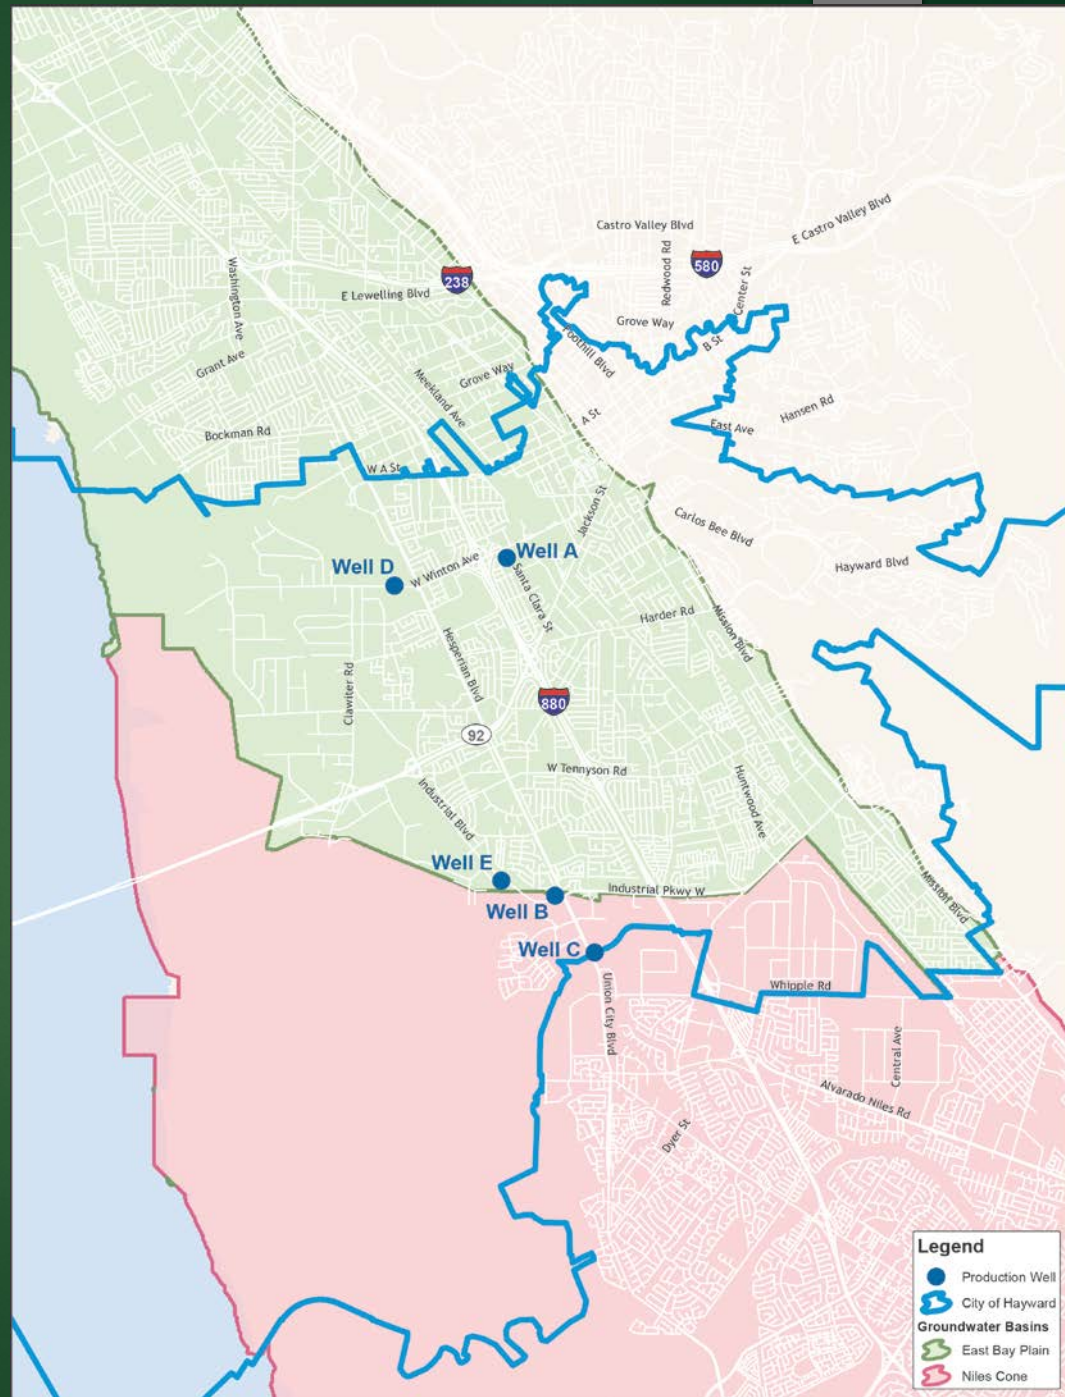 Castro Valley Blvd
E Castro Valley Blvd
Redwood Rd
580
Center St
238
Washington Ave
E Lewelling Blvd
Grove Way
B St
Foothill Blvd
Grant Ave
Grove Way
Meekland Ave
Hansen Rd
A St
East Ave
Bockman Rd
W A St
Jackson St
Carlos Bee Blvd
Well A
Hayward Blvd
Well D
W Winton Ave
Santa Clara St
Harder Rd
Mission Blvd
Hesperian Blvd
Clawiter Rd
880
92
W Tennyson Rd
Huntwood Ave
Industrial Blvd
Well E
Industrial Pkwy W
Mission Blvd
Well B
Well C
Whipple Rd
Union City Blvd
Central Ave
Alvarado Niles Rd
Dyer St
Legend
Production Well
City of Hayward
Groundwater Basins
East Bay Plain
Niles Cone